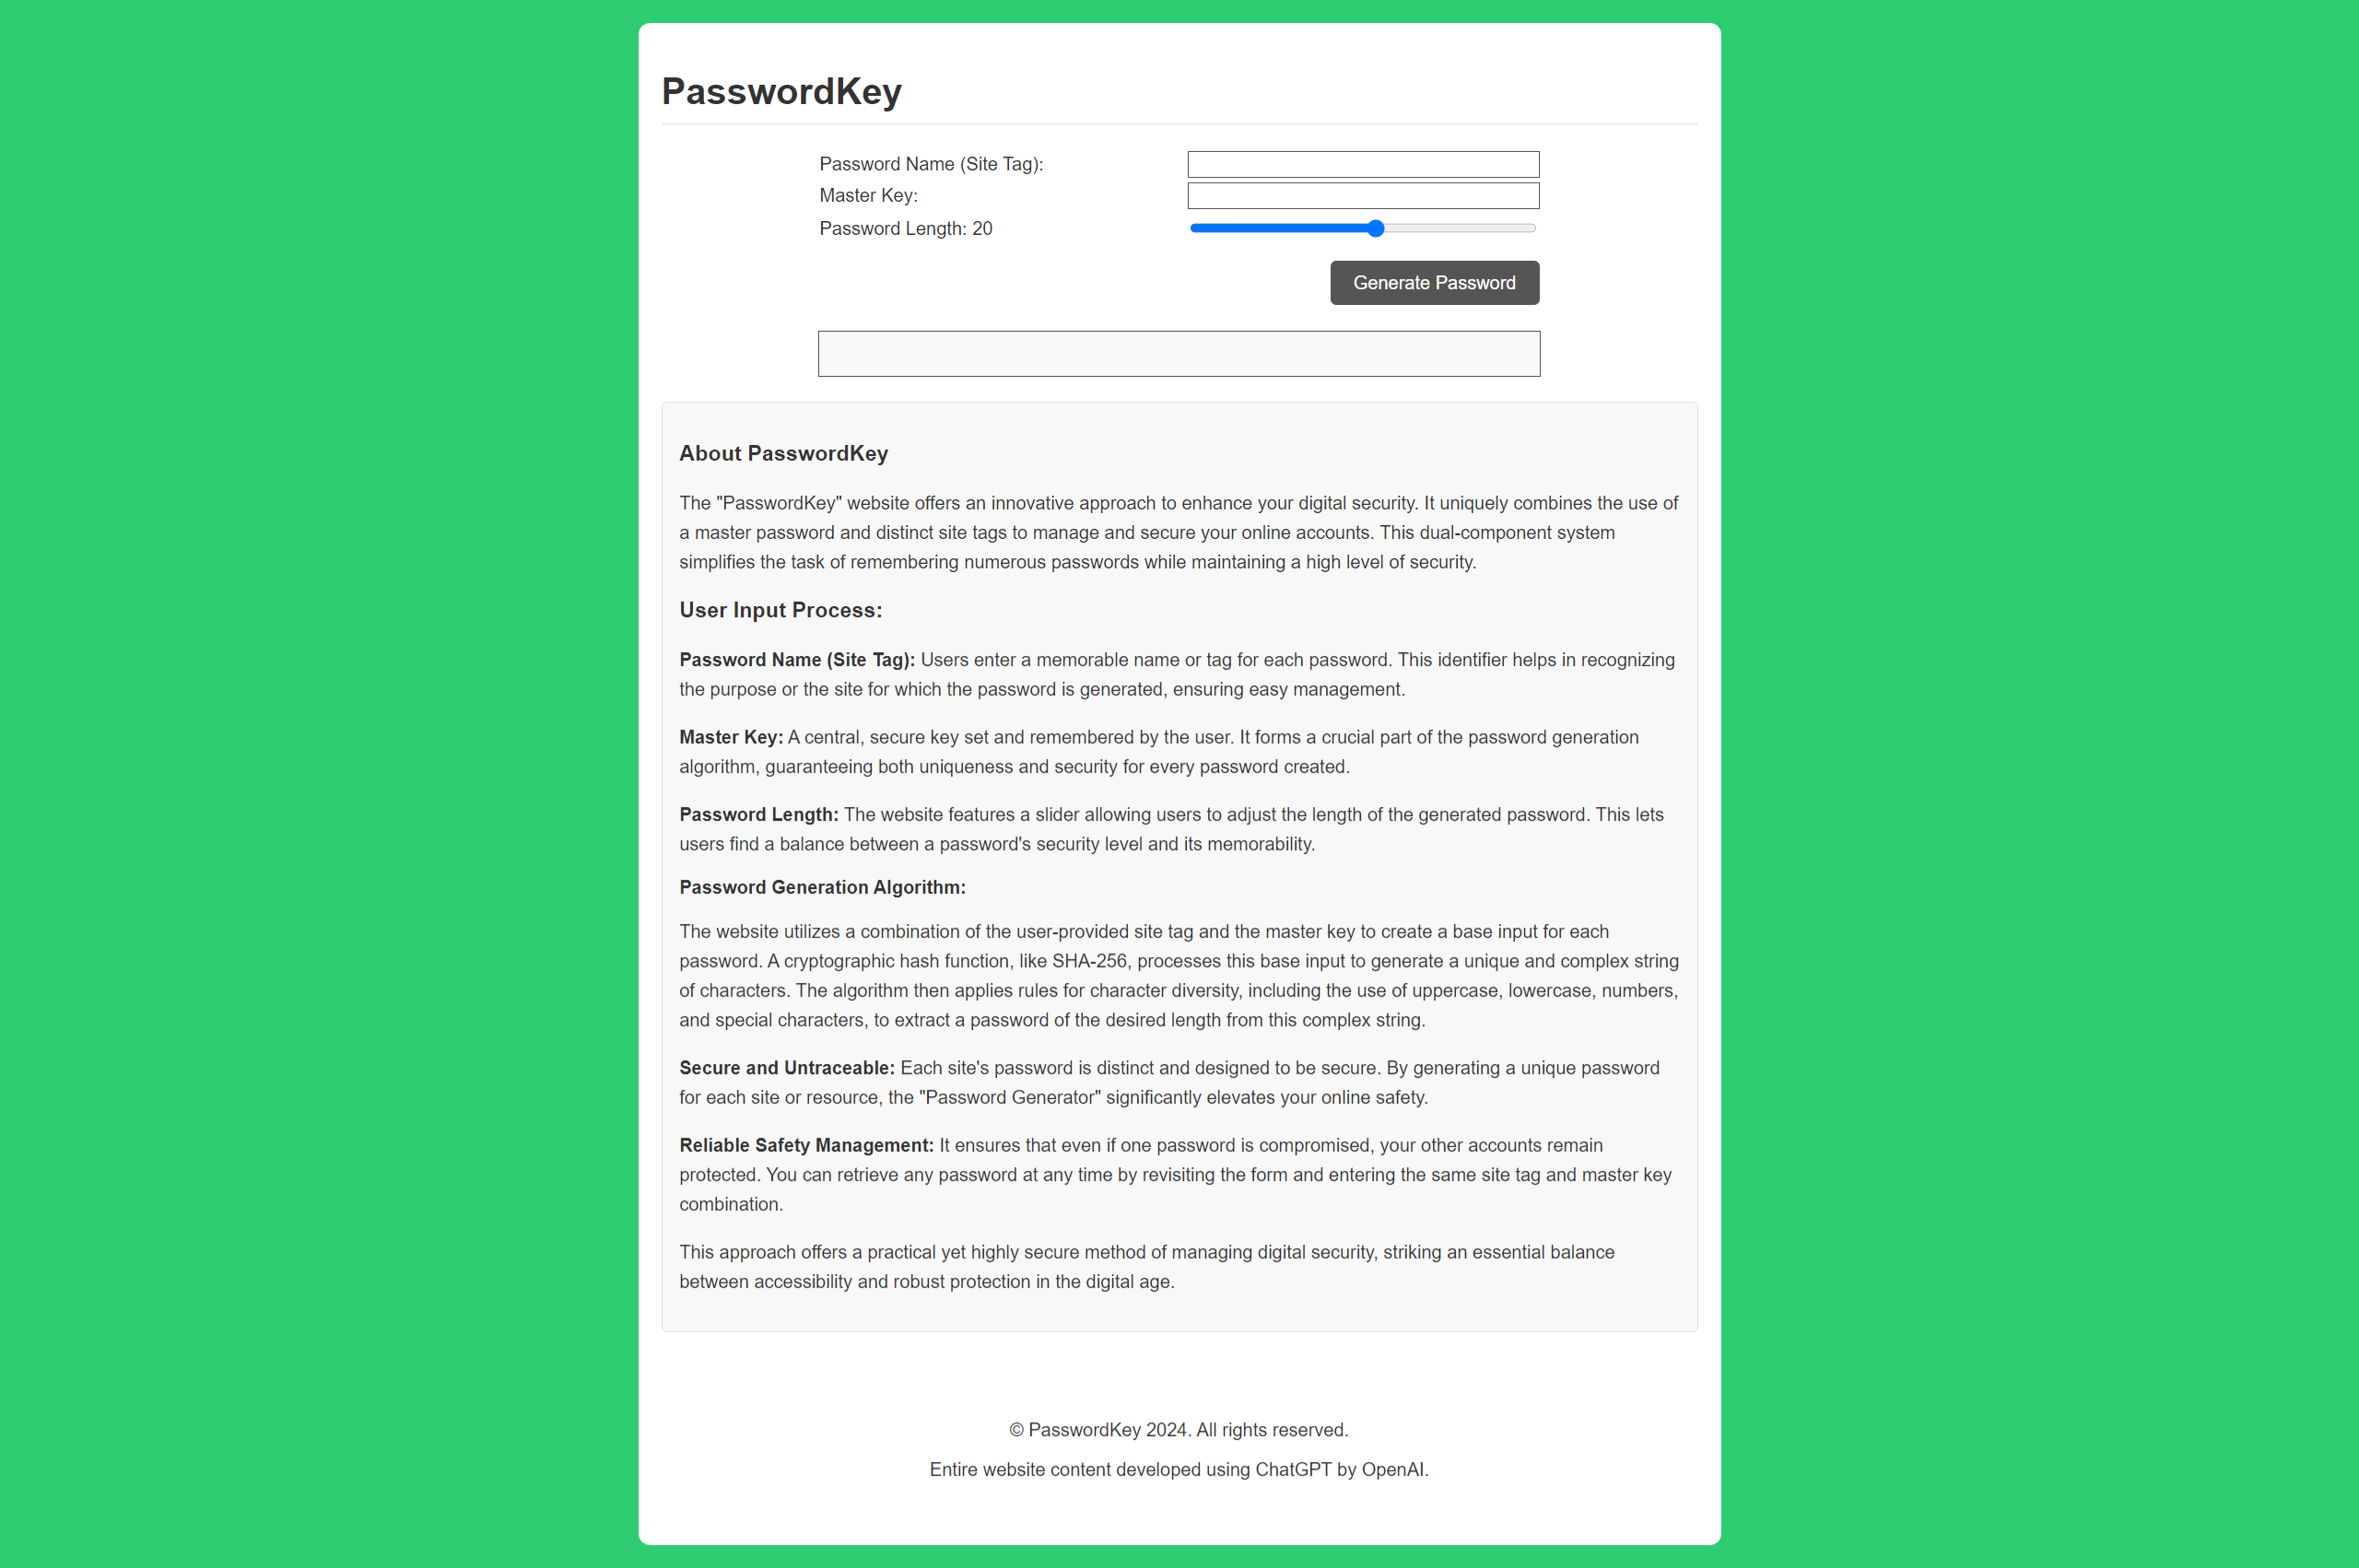 PasswordKey
Password Name (Site Tag):
Master Key:
Password Length: 20
Generate Password
About PasswordKey
The "PasswordKey" website offers an innovative approach to enhance your digital security. It uniquely combines the use of
a master password and distinct site tags to manage and secure your online accounts. This dual-component system
simplifies the task of remembering numerous passwords while maintaining a high level of security.
User Input Process:
Password Name (Site Tag): Users enter a memorable name or tag for each password. This identifier helps in recognizing
the purpose or the site for which the password is generated, ensuring easy management.
Master Key: A central, secure key set and remembered by the user. It forms a crucial part of the password generation
algorithm, guaranteeing both uniqueness and security for every password created.
Password Length: The website features a slider allowing users to adjust the length of the generated password. This lets
users find a balance between a password's security level and its memorability.
Password Generation Algorithm:
The website utilizes a combination of the user-provided site tag and the master key to create a base input for each
password. A cryptographic hash function, like SHA-256, processes this base input to generate a unique and complex string
of characters. The algorithm then applies rules for character diversity, including the use of uppercase, lowercase, numbers,
and special characters, to extract a password of the desired length from this complex string.
Secure and Untraceable: Each site's password is distinct and designed to be secure. By generating a unique password
for each site or resource, the "Password Generator" significantly elevates your online safety.
Reliable Safety Management: It ensures that even if one password is compromised, your other accounts remain
protected. You can retrieve any password at any time by revisiting the form and entering the same site tag and master key
combination.
This approach offers a practical yet highly secure method of managing digital security, striking an essential balance
between accessibility and robust protection in the digital age.
© PasswordKey 2024. All rights reserved.
Entire website content developed using ChatGPT by OpenAI.